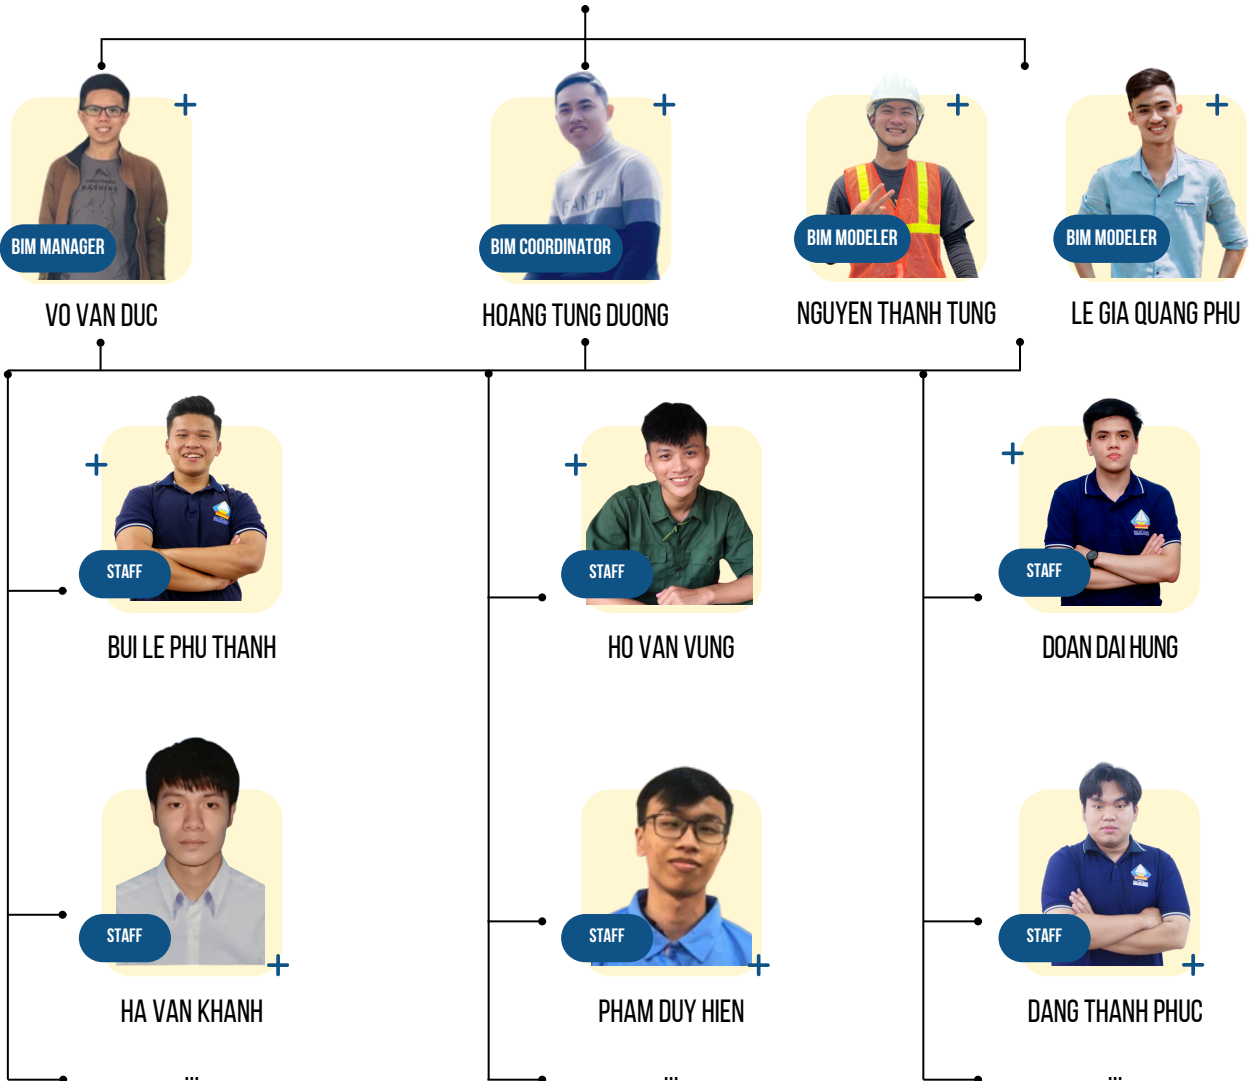 BIM MANAGER
BIM COORDINATOR
BIM MODELER
BIM MODELER
VO VAN DUC
HOANG TUNG DUONG
NGUYEN THANH TUNG
LE GIA QUANG PHU
STAFF
STAFF
STAFF
BUI LE PHU THANH
HO VAN VUNG
DOAN DAI HUNG
STAFF
STAFF
STAFF
HA VAN KHANH
PHAM DUY HIEN
DANG THANH PHUC
...
...
...